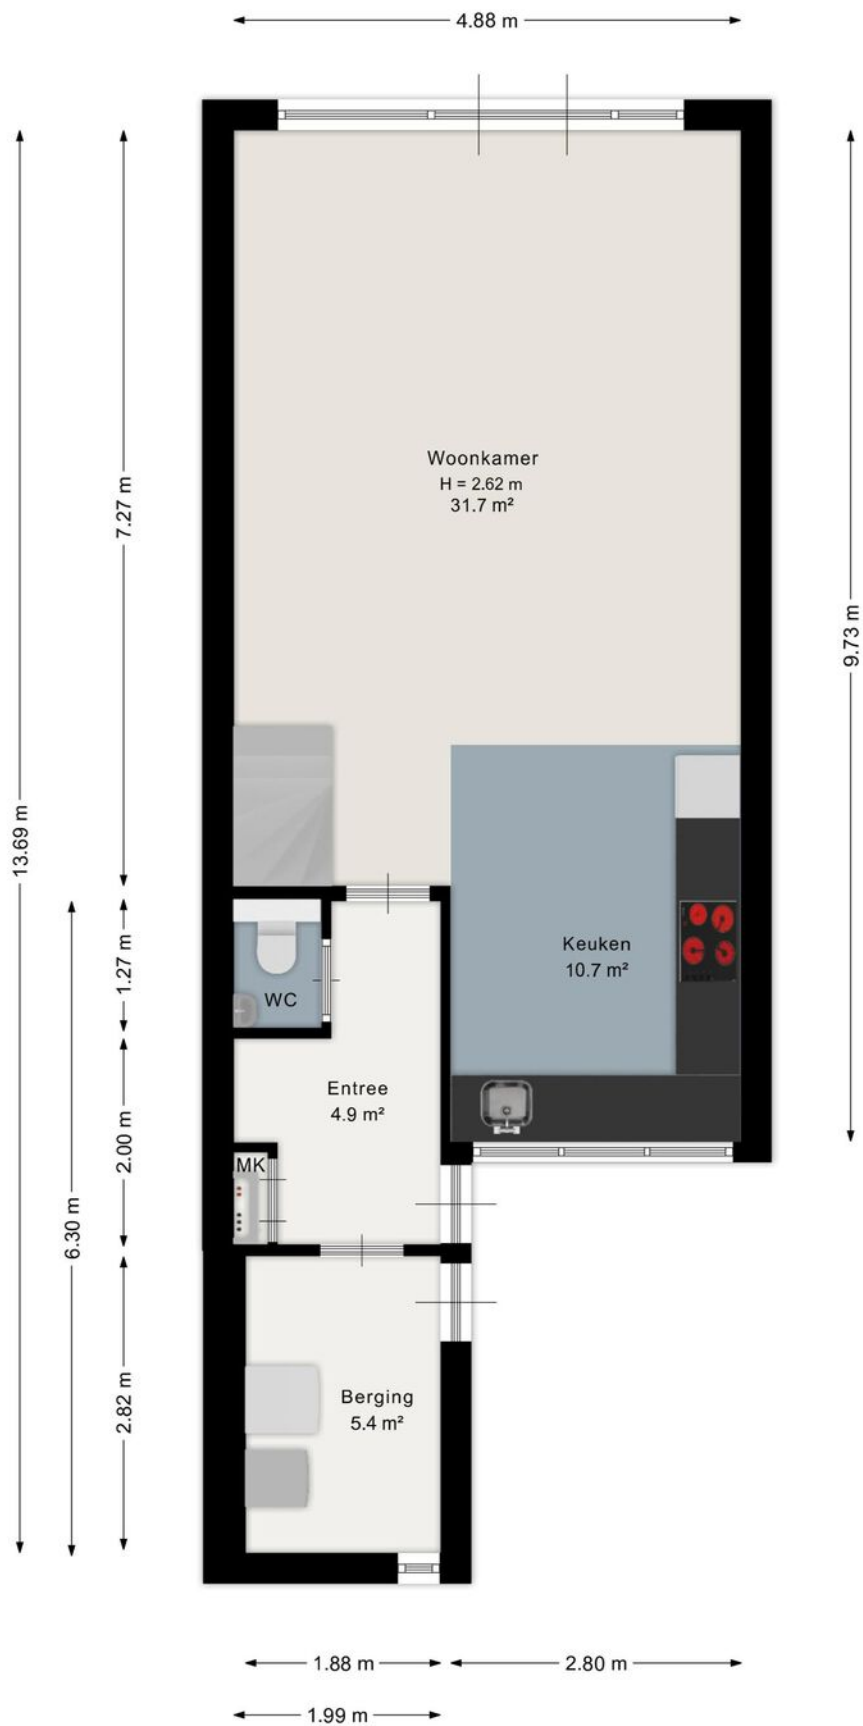 4.88 m
7.27 m
Woonkamer
H = 2.62 m
31.7 m²
9.73 m
13.69 m
1.27 m
WC
Keuken
10.7 m²
Entree
4.9 m²
2.00 m
MK
6.30 m
2.82 m
Berging
5.4 m²
1.88 m
2.80 m
1.99 m